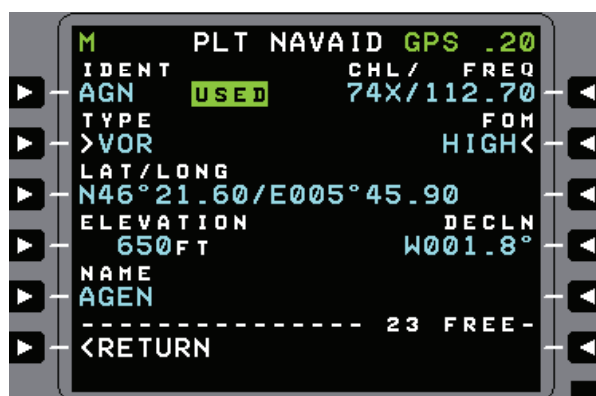 M PLT NAVAID GPS .20
IDENT CHL/ FREQ
AGN USED 74X/112.70
TYPE FOM
>VOR HIGH<
LAT/LONG
N46°21.60/E005°45.90
ELEVATION DECLN
650FT W001.8°
NAME
AGEN
--------------- 23 FREE-
<RETURN